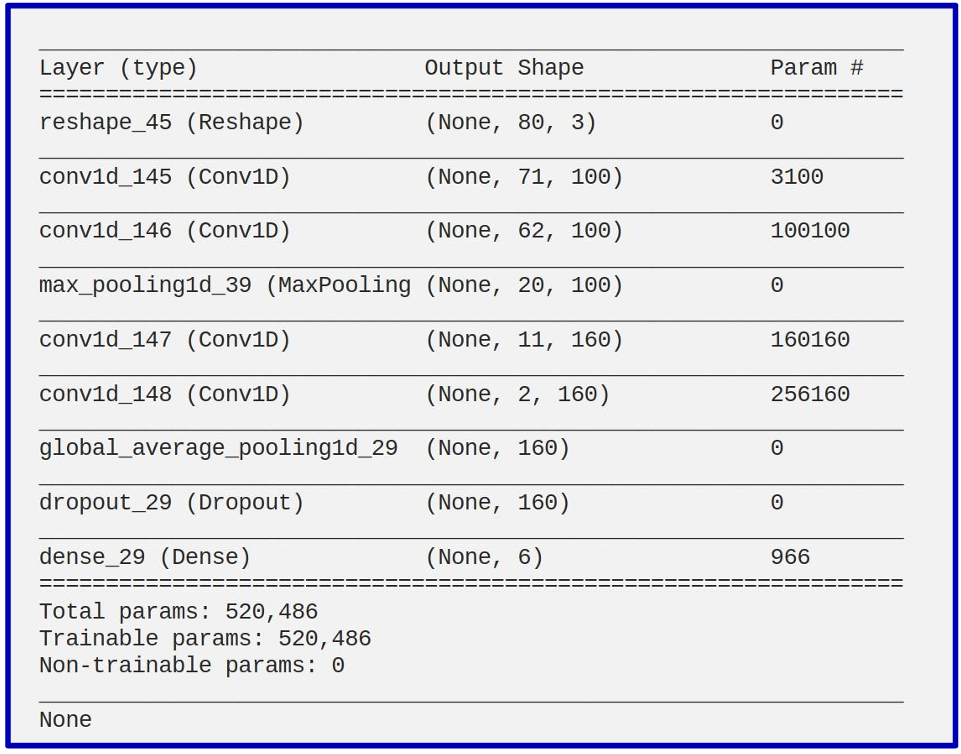 Layer (type) Output Shape Param #
reshape_45 (Reshape) (None, 80, 3) 0
conv1d_145 (Conv1D) (None, 71, 100) 3100
conv1d_146 (Conv1D) (None, 62, 100) 100100
max_pooling1d_39 (MaxPooling (None, 20, 100) 0
conv1d_147 (Conv1D) (None, 11, 160) 160160
conv1d_148 (Conv1D) (None, 2, 160) 256160
global_average_pooling1d_29 (None, 160) 0
dropout_29 (Dropout) (None, 160) 0
dense_29 (Dense) (None, 6) 966
Total params: 520,486
Trainable params: 520,486
Non-trainable params: 0
None